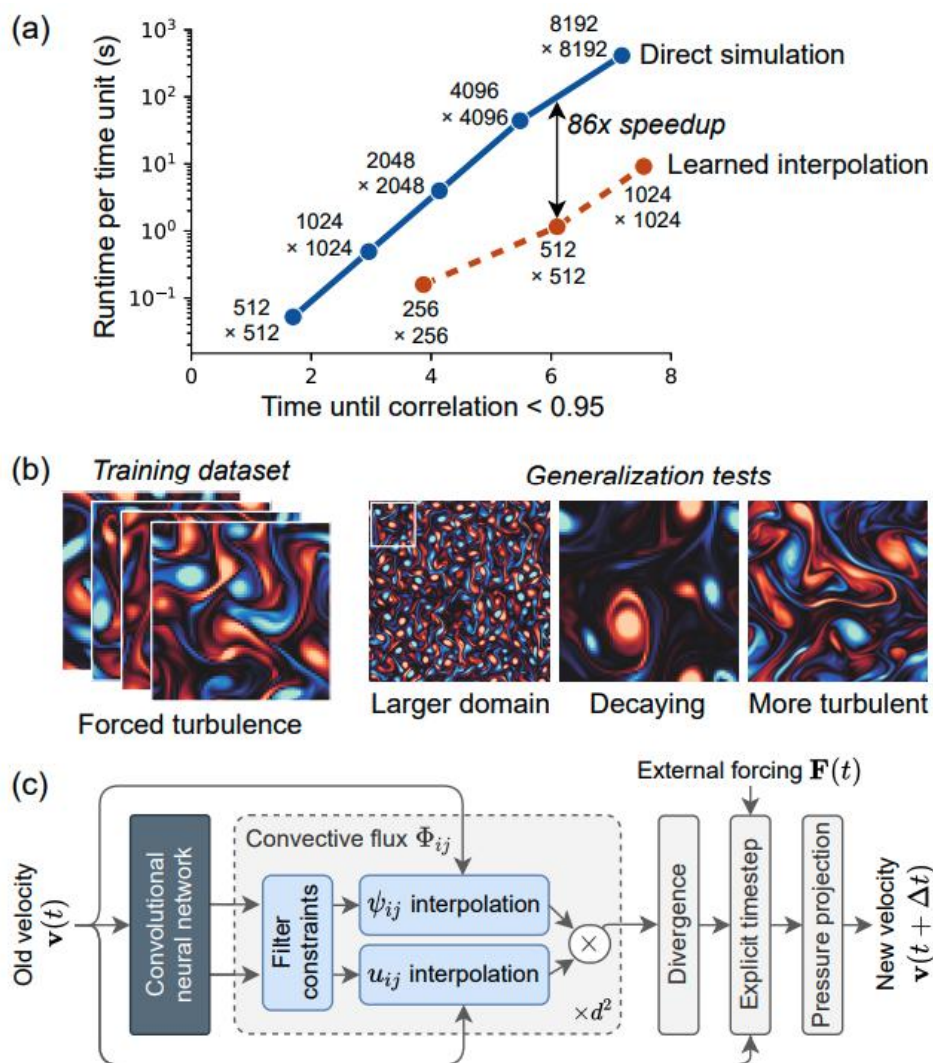 (a)
Runtime per time unit (s)
10³
10²
10¹
10⁰
10⁻¹
0
2
4
6
8
Time until correlation < 0.95
512
× 512
1024
× 1024
2048
× 2048
4096
× 4096
8192
× 8192
Direct simulation
86x speedup
Learned interpolation
256
× 256
512
× 512
1024
× 1024
(b)
Training dataset
Generalization tests
Forced turbulence
Larger domain
Decaying
More turbulent
(c)
External forcing F(t)
Old velocity
v(t)
Convolutional
neural network
Convective flux Φij
Filter
constraints
ψij interpolation
uij interpolation
×
×d²
Divergence
Explicit timestep
Pressure projection
New velocity
v(t + Δt)